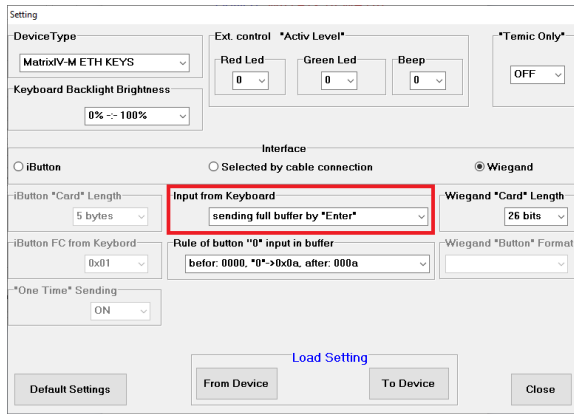 Setting
DeviceType
Ext. control "Activ Level"
"Temic Only"
MatrixIV-M ETH KEYS
Red Led
Green Led
Beep
0
0
0
OFF
Keyboard Backlight Brightness
0% -:- 100%
Interface
iButton
Selected by cable connection
Wiegand
iButton "Card" Length
Input from Keyboard
Wiegand "Card" Length
5 bytes
sending full buffer by "Enter"
26 bits
iButton FC from Keybord
Rule of button "0" input in buffer
Wiegand "Button" Format
0x01
befor: 0000, "0"->0x0a, after: 000a
"One Time" Sending
ON
Load Setting
Default Settings
From Device
To Device
Close